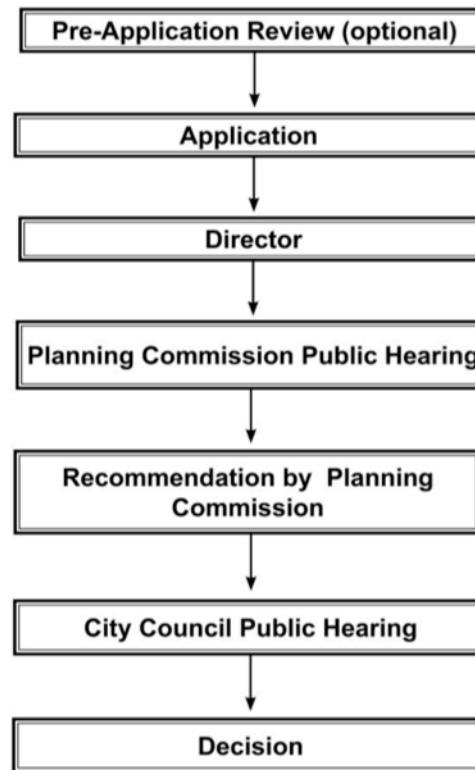 Pre-Application Review (optional)
Application
Director
Planning Commission Public Hearing
Recommendation by Planning
Commission
City Council Public Hearing
Decision